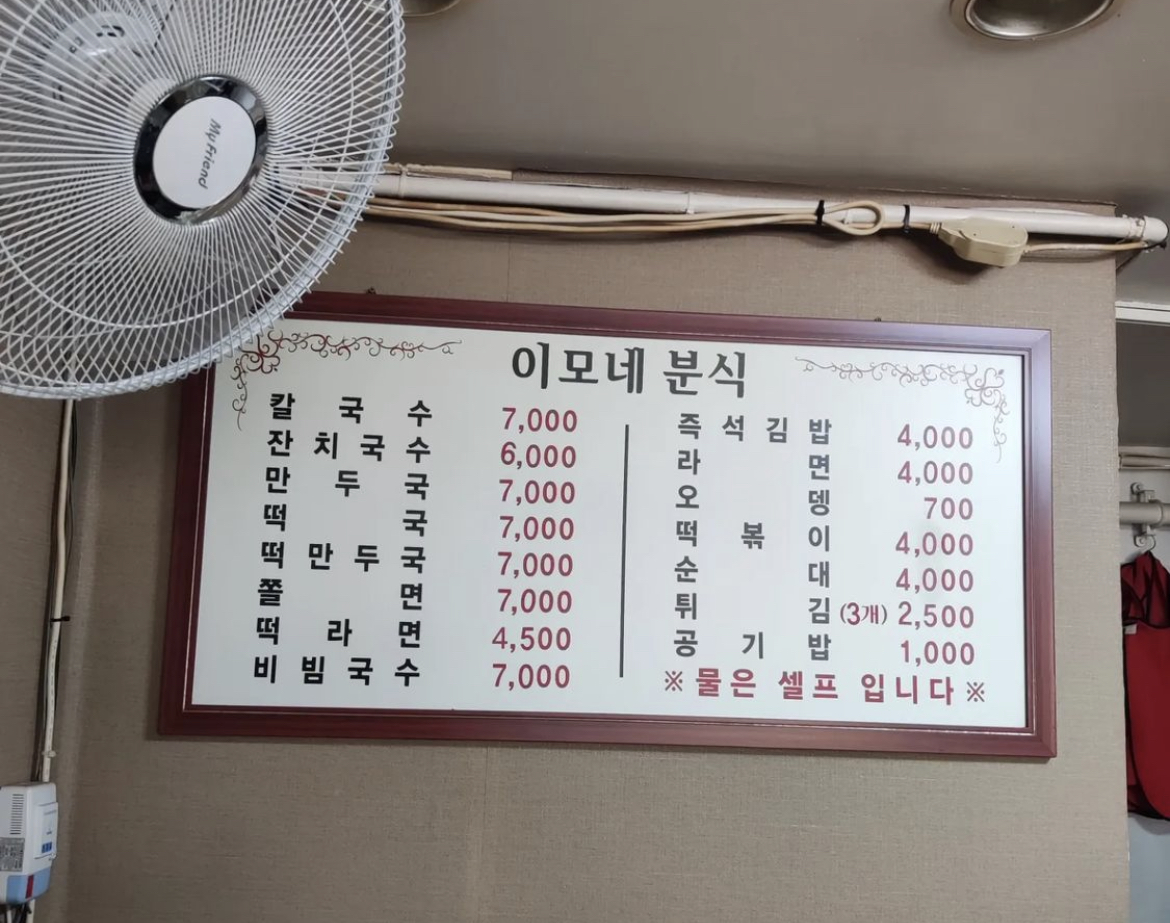 Myfriend
이모네 분식
칼국수 7,000
잔치국수 6,000
만두국 7,000
떡국 7,000
떡만두국 7,000
쫄면 7,000
떡라면 4,500
비빔국수 7,000
즉석김밥 4,000
라면 4,000
오뎅 700
떡볶이 4,000
순대 4,000
튀김(3개) 2,500
공기밥 1,000
※물은 셀프 입니다※